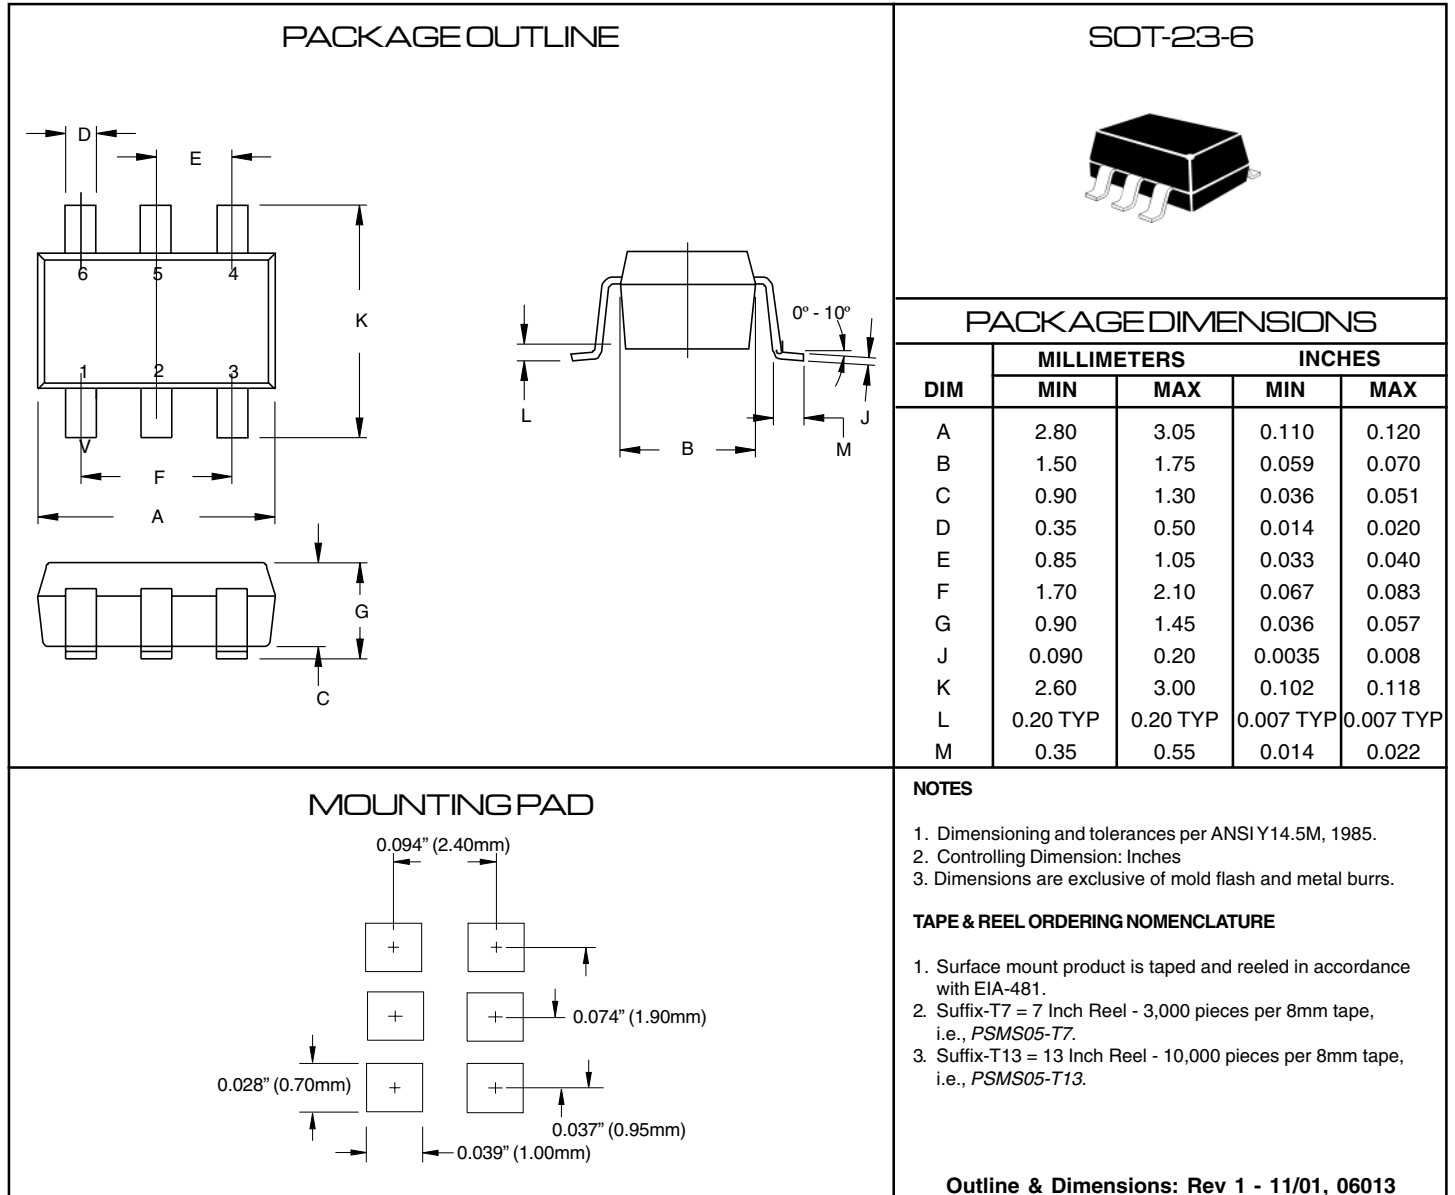 PACKAGE OUTLINE
D
E
6 5 4
K
1 2 3
V
F
A
G
C
0º - 10º
L
B
M
J
SOT-23-6
PACKAGE DIMENSIONS
MILLIMETERS INCHES
DIM MIN MAX MIN MAX
A 2.80 3.05 0.110 0.120
B 1.50 1.75 0.059 0.070
C 0.90 1.30 0.036 0.051
D 0.35 0.50 0.014 0.020
E 0.85 1.05 0.033 0.040
F 1.70 2.10 0.067 0.083
G 0.90 1.45 0.036 0.057
J 0.090 0.20 0.0035 0.008
K 2.60 3.00 0.102 0.118
L 0.20 TYP 0.20 TYP 0.007 TYP 0.007 TYP
M 0.35 0.55 0.014 0.022
MOUNTING PAD
0.094” (2.40mm)
0.074” (1.90mm)
0.028” (0.70mm)
0.037” (0.95mm)
0.039” (1.00mm)
NOTES
1. Dimensioning and tolerances per ANSI Y14.5M, 1985.
2. Controlling Dimension: Inches
3. Dimensions are exclusive of mold flash and metal burrs.
TAPE & REEL ORDERING NOMENCLATURE
1. Surface mount product is taped and reeled in accordance
with EIA-481.
2. Suffix-T7 = 7 Inch Reel - 3,000 pieces per 8mm tape,
i.e., PSMS05-T7.
3. Suffix-T13 = 13 Inch Reel - 10,000 pieces per 8mm tape,
i.e., PSMS05-T13.
Outline & Dimensions: Rev 1 - 11/01, 06013